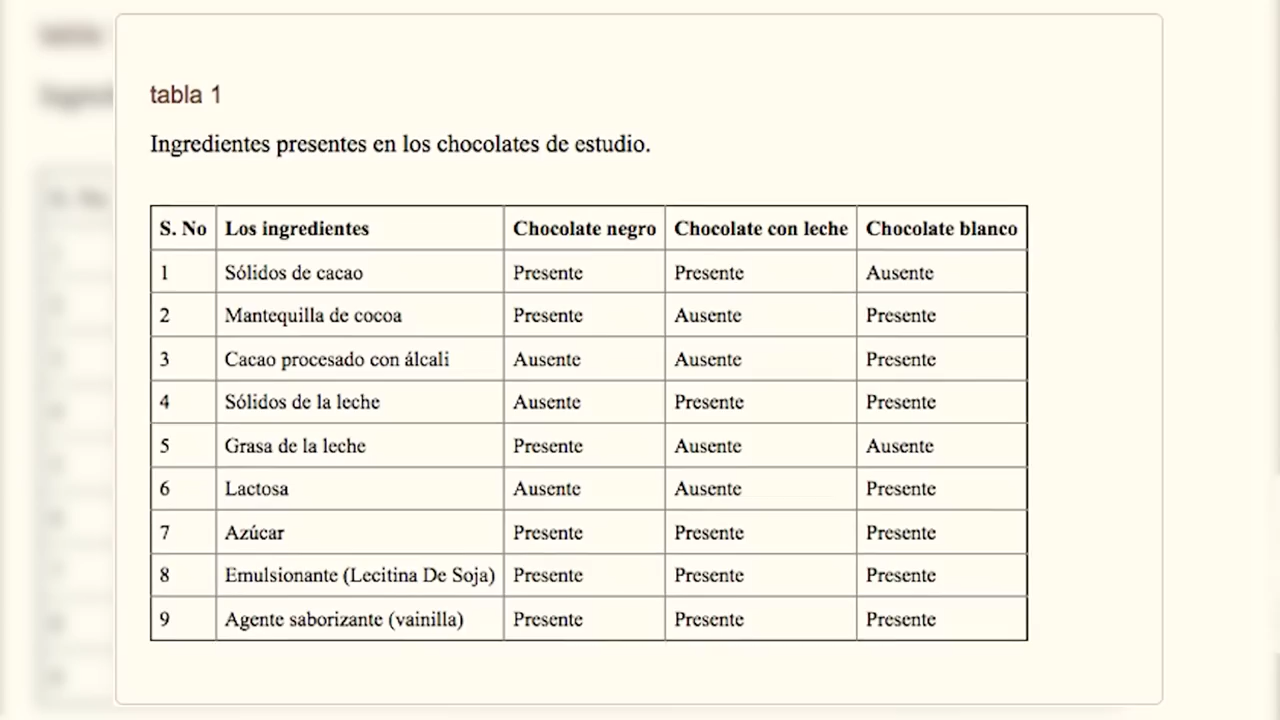 tabla 1
Ingredientes presentes en los chocolates de estudio.
S. No Los ingredientes Chocolate negro Chocolate con leche Chocolate blanco
1 Sólidos de cacao Presente Presente Ausente
2 Mantequilla de cocoa Presente Ausente Presente
3 Cacao procesado con álcali Ausente Ausente Presente
4 Sólidos de la leche Ausente Presente Presente
5 Grasa de la leche Presente Ausente Ausente
6 Lactosa Ausente Ausente Presente
7 Azúcar Presente Presente Presente
8 Emulsionante (Lecitina De Soja) Presente Presente Presente
9 Agente saborizante (vainilla) Presente Presente Presente